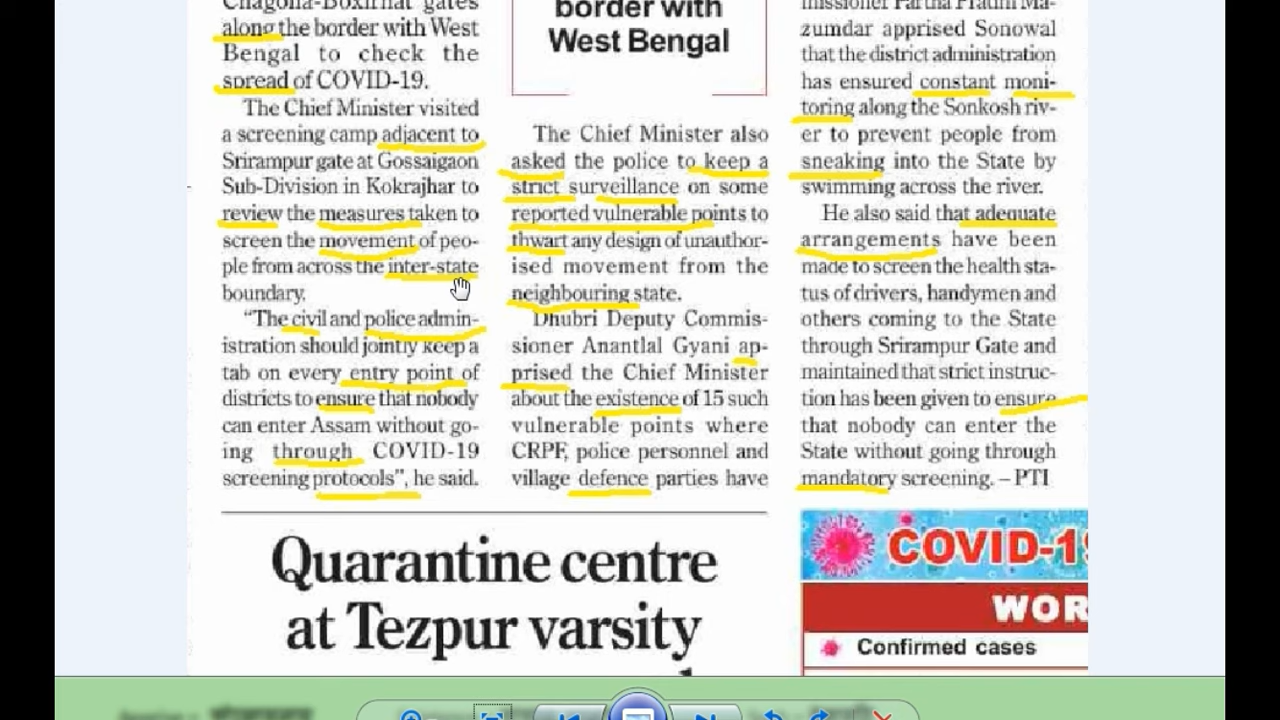 Chagolia-Boxirhat gates
along the border with West
Bengal to check the
spread of COVID-19.
The Chief Minister visited
a screening camp adjacent to
Srirampur gate at Gossaigaon
Sub-Division in Kokrajhar to
review the measures taken to
screen the movement of peo-
ple from across the inter-state
boundary.
"The civil and police admin-
istration should jointly keep a
tab on every entry point of
districts to ensure that nobody
can enter Assam without go-
ing through COVID-19
screening protocols", he said.
border with
West Bengal
The Chief Minister also
asked the police to keep a
strict surveillance on some
reported vulnerable points to
thwart any design of unauthor-
ised movement from the
neighbouring state.
Dhubri Deputy Commis-
sioner Anantlal Gyani ap-
prised the Chief Minister
about the existence of 15 such
vulnerable points where
CRPF, police personnel and
village defence parties have
missioner Partha Pratim Ma-
zumdar apprised Sonowal
that the district administration
has ensured constant moni-
toring along the Sonkosh riv-
er to prevent people from
sneaking into the State by
swimming across the river.
He also said that adequate
arrangements have been
made to screen the health sta-
tus of drivers, handymen and
others coming to the State
through Srirampur Gate and
maintained that strict instruc-
tion has been given to ensure
that nobody can enter the
State without going through
mandatory screening. – PTI
Quarantine centre
at Tezpur varsity
COVID-19
WOR
Confirmed cases